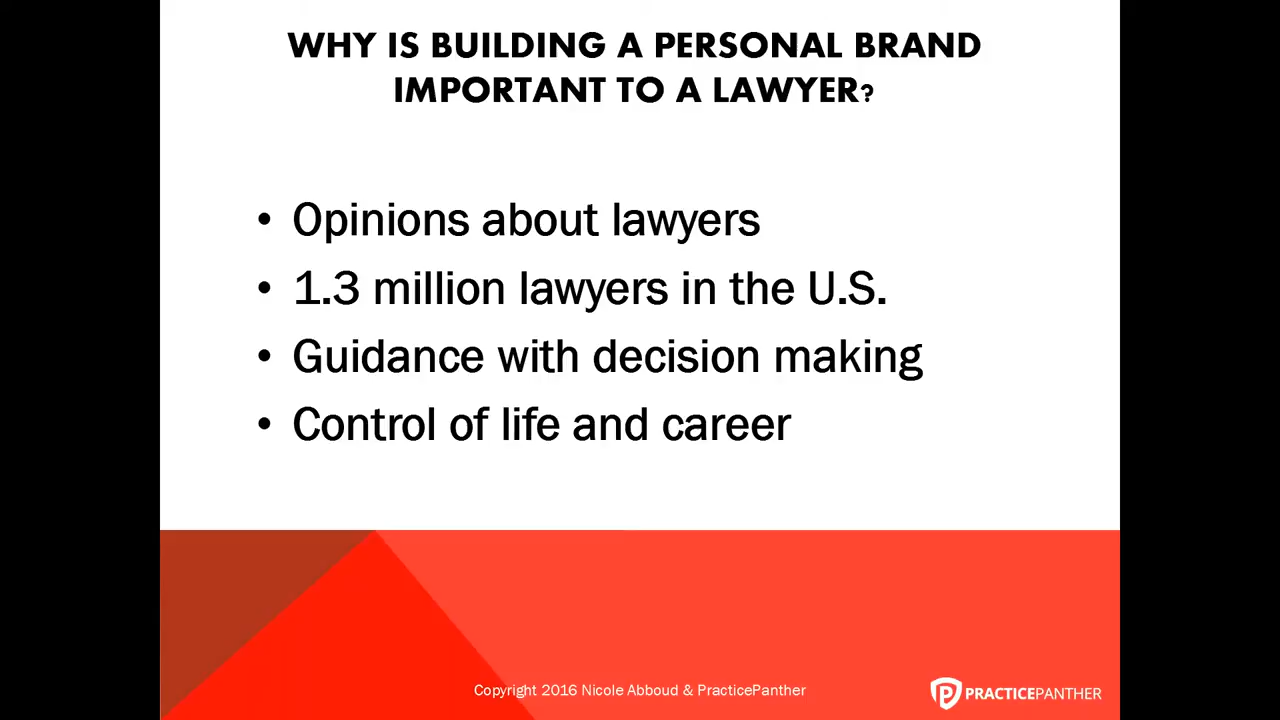 WHY IS BUILDING A PERSONAL BRAND
IMPORTANT TO A LAWYER?
• Opinions about lawyers
• 1.3 million lawyers in the U.S.
• Guidance with decision making
• Control of life and career
Copyright 2016 Nicole Abboud & PracticePanther
PRACTICEPANTHER